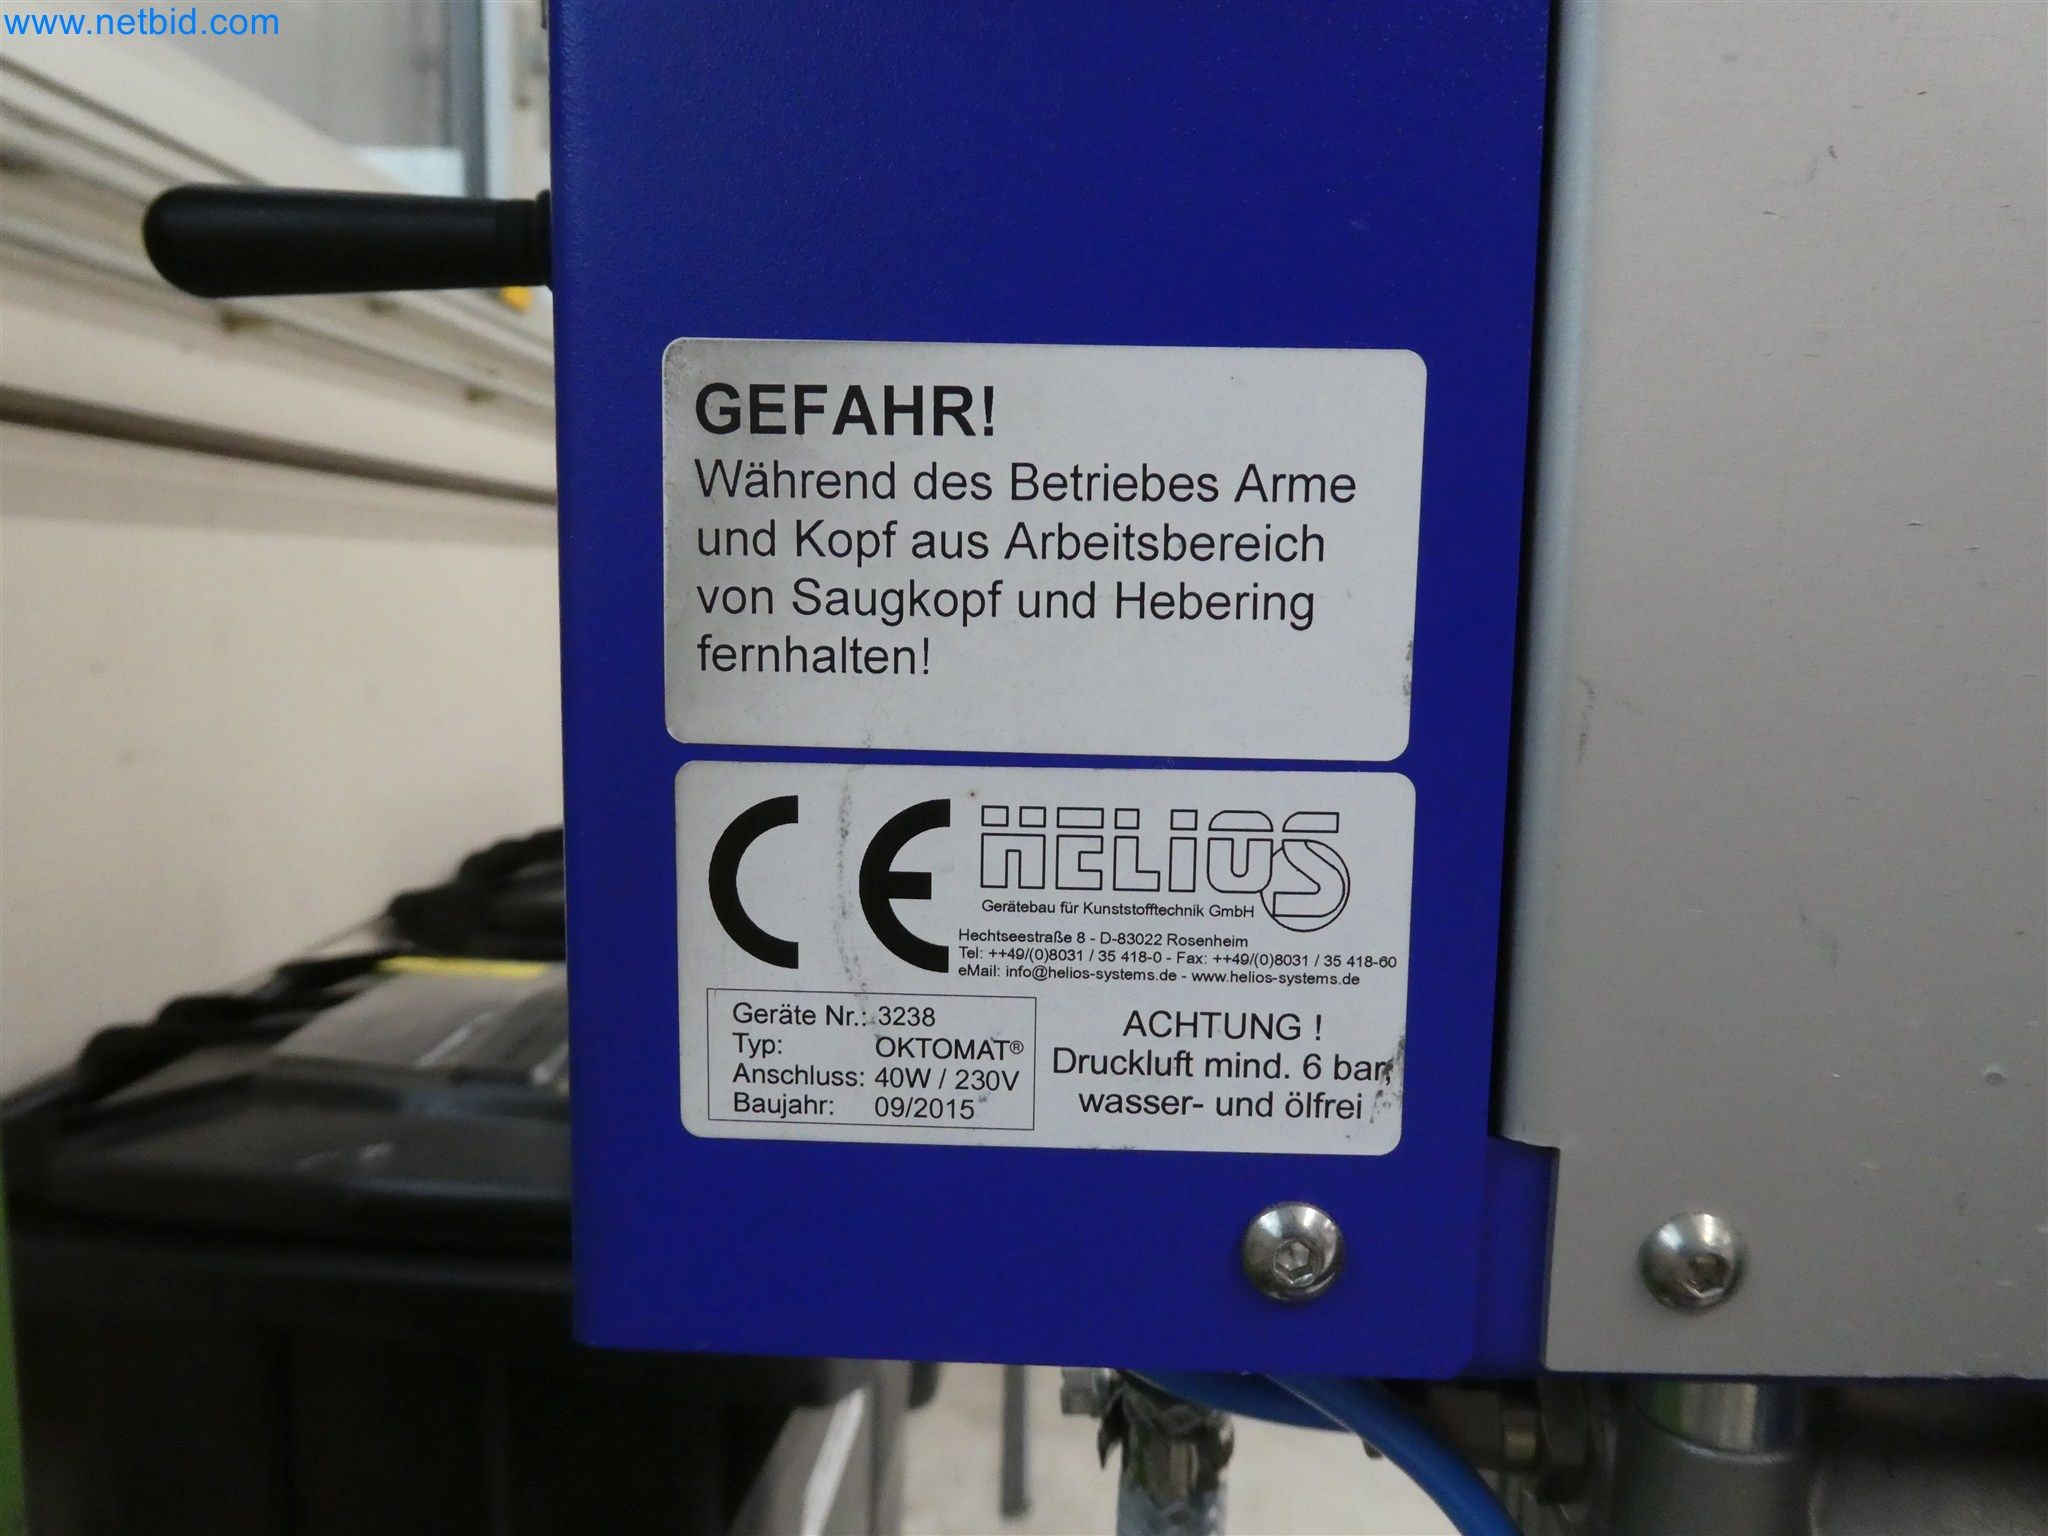 www.netbid.com
GEFAHR!
Während des Betriebes Arme
und Kopf aus Arbeitsbereich
von Saugkopf und Hebering
fernhalten!
CE
HELIOS
Gerätebau für Kunststofftechnik GmbH
Hechtseestraße 8 - D-83022 Rosenheim
Tel: ++49/(0)8031 / 35 418-0 - Fax: ++49/(0)8031 / 35 418-60
eMail: info@helios-systems.de - www.helios-systems.de
Geräte Nr.: 3238
Typ: OKTOMAT®
Anschluss: 40W / 230V
Baujahr: 09/2015
ACHTUNG !
Druckluft mind. 6 bar,
wasser- und ölfrei